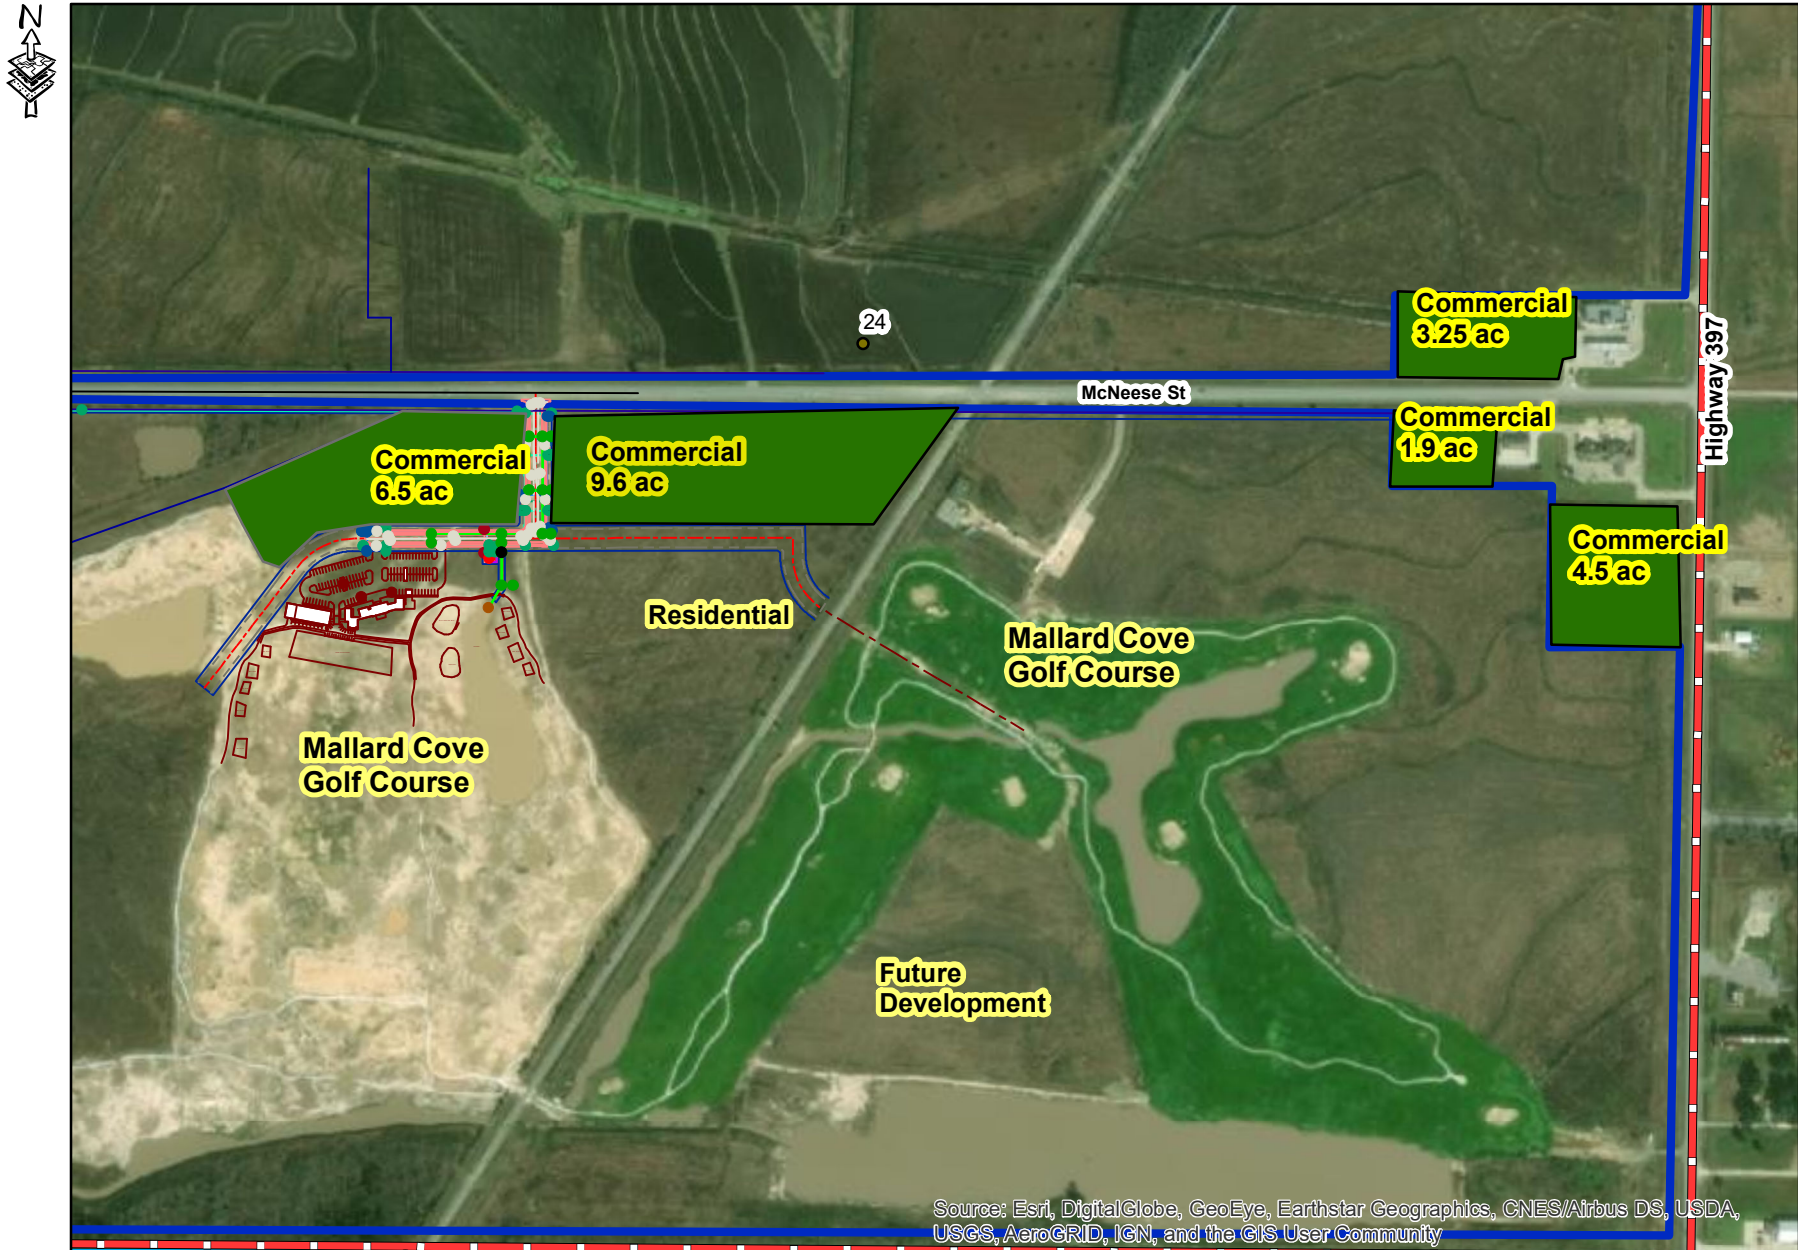 N
24
Commercial
3.25 ac
McNeese St
Highway 397
Commercial
1.9 ac
Commercial
6.5 ac
Commercial
9.6 ac
Commercial
4.5 ac
Residential
Mallard Cove
Golf Course
Mallard Cove
Golf Course
Future
Development
Source: Esri, DigitalGlobe, GeoEye, Earthstar Geographics, CNES/Airbus DS, USDA,
USGS, AeroGRID, IGN, and the GIS User Community